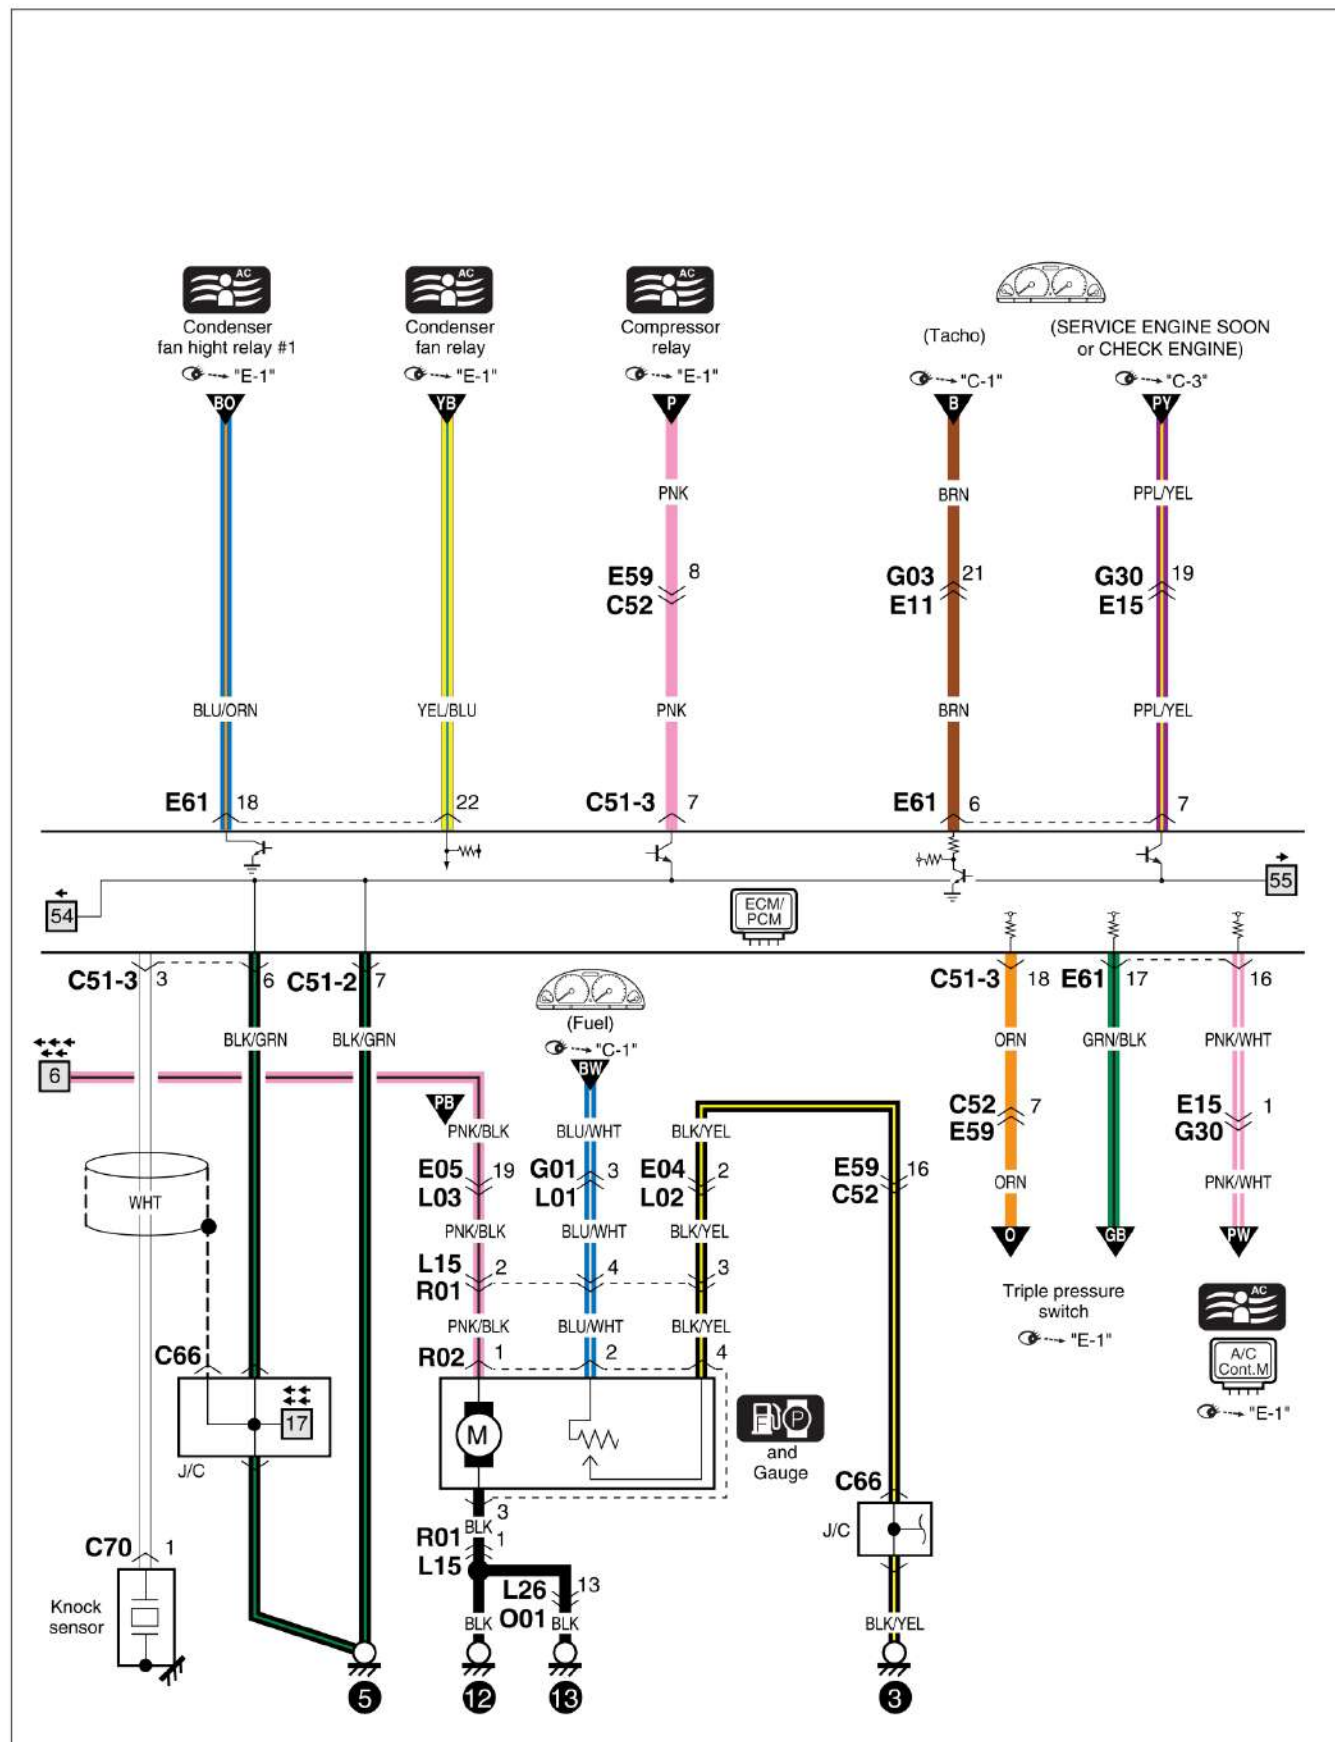 AC
AC
AC
Condenser
fan hight relay #1
Condenser
fan relay
Compressor
relay
(Tacho)
(SERVICE ENGINE SOON
or CHECK ENGINE)
"E-1"
"E-1"
"E-1"
"C-1"
"C-3"
BO
YB
P
B
PY
PNK
BRN
PPL/YEL
E59 8
C52
G03 21
E11
G30 19
E15
BLU/ORN
YEL/BLU
PNK
BRN
PPL/YEL
E61 18
22
C51-3 7
E61 6
7
54
ECM/
PCM
55
C51-3 3
6
C51-2 7
C51-3 18
E61 17
16
(Fuel)
"C-1"
BLK/GRN
BLK/GRN
ORN
GRN/BLK
PNK/WHT
6
BW
PB
PNK/BLK
BLU/WHT
BLK/YEL
C52 7
E59
E15 1
G30
E05 19
L03
G01 3
L01
E04 2
L02
E59 16
C52
WHT
ORN
PNK/WHT
PNK/BLK
BLU/WHT
BLK/YEL
O
GB
PW
L15 2
R01
4
3
Triple pressure
switch
"E-1"
AC
PNK/BLK
BLU/WHT
BLK/YEL
C66
R02 1
2
4
A/C
Cont.M
"E-1"
17
M
F
P
and
Gauge
J/C
C66
3
BLK
R01 1
L15
J/C
C70 1
L26 13
O01
Knock
sensor
BLK
BLK
BLK/YEL
5
12
13
3